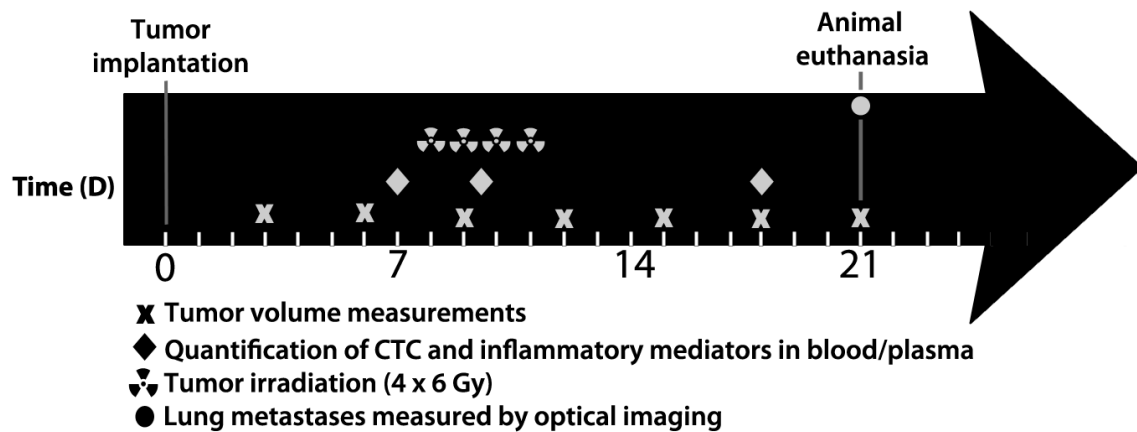 Tumor
implantation
Animal
euthanasia
Time (D)
0 7 14 21
Tumor volume measurements
Quantification of CTC and inflammatory mediators in blood/plasma
Tumor irradiation (4 x 6 Gy)
Lung metastases measured by optical imaging